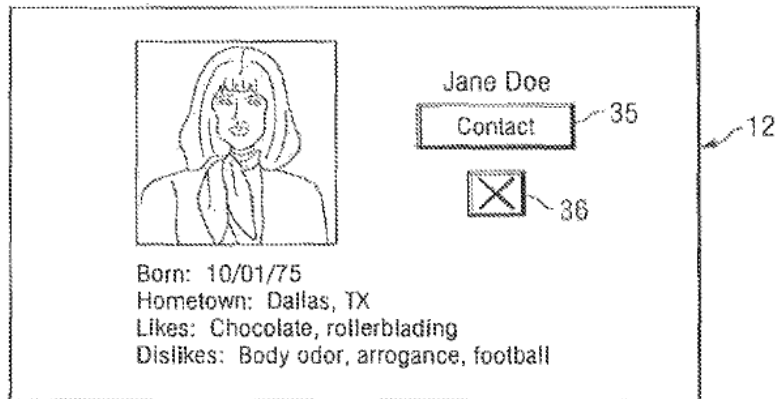 Jane Doe
Contact
35
12
36
Born: 10/01/75
Hometown: Dallas, TX
Likes: Chocolate, rollerblading
Dislikes: Body odor, arrogance, football